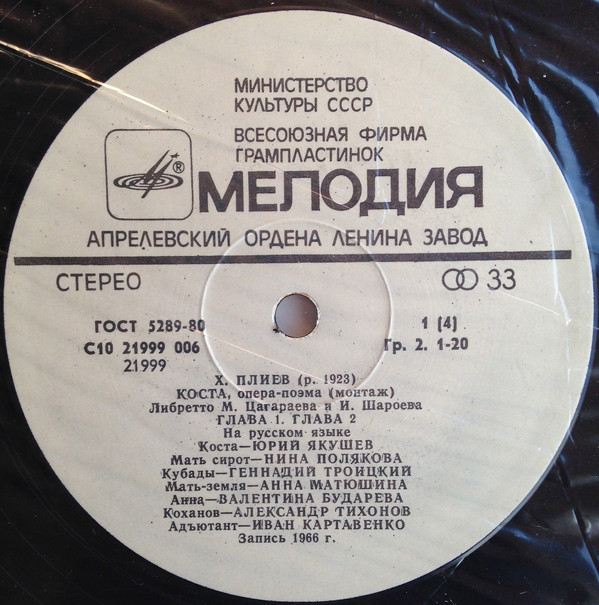 МИНИСТЕРСТВО
КУЛЬТУРЫ СССР
ВСЕСОЮЗНАЯ ФИРМА
ГРАМПЛАСТИНОК
®
МЕЛОДИЯ
АПРЕЛЕВСКИЙ ОРДЕНА ЛЕНИНА ЗАВОД
СТЕРЕО
33
ГОСТ 5289-80
1 (4)
С10 21999 006
Гр. 2. 1-20
21999
Х. ПЛИЕВ (р. 1923)
КОСТА, опера-поэма (монтаж)
Либретто М. Цагараева и И. Шароева
ГЛАВА 1. ГЛАВА 2
На русском языке
Коста—ЮРИЙ ЯКУШЕВ
Мать сирот—НИНА ПОЛЯКОВА
Кубады—ГЕННАДИЙ ТРОИЦКИЙ
Мать-земля—АННА МАТЮШИНА
Анна—ВАЛЕНТИНА БУДАРЕВА
Коханов—АЛЕКСАНДР ТИХОНОВ
Адъютант—ИВАН КАРТАВЕНКО
Запись 1966 г.